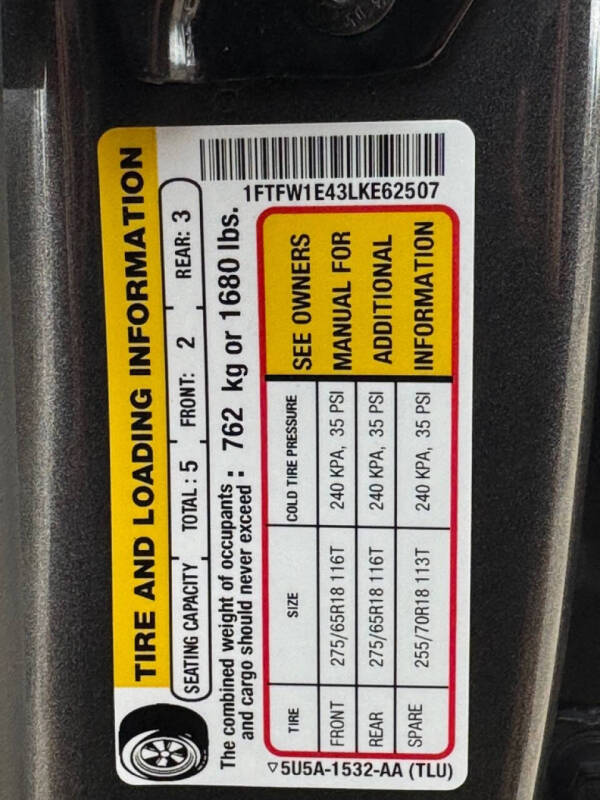 TIRE AND LOADING INFORMATION
1FTFW1E43LKE62507
SEATING CAPACITY TOTAL : 5 FRONT: 2 REAR: 3
The combined weight of occupants
and cargo should never exceed : 762 kg or 1680 lbs.
TIRE SIZE COLD TIRE PRESSURE
FRONT 275/65R18 116T 240 KPA, 35 PSI
REAR 275/65R18 116T 240 KPA, 35 PSI
SPARE 255/70R18 113T 240 KPA, 35 PSI
SEE OWNERS
MANUAL FOR
ADDITIONAL
INFORMATION
▽5U5A-1532-AA (TLU)